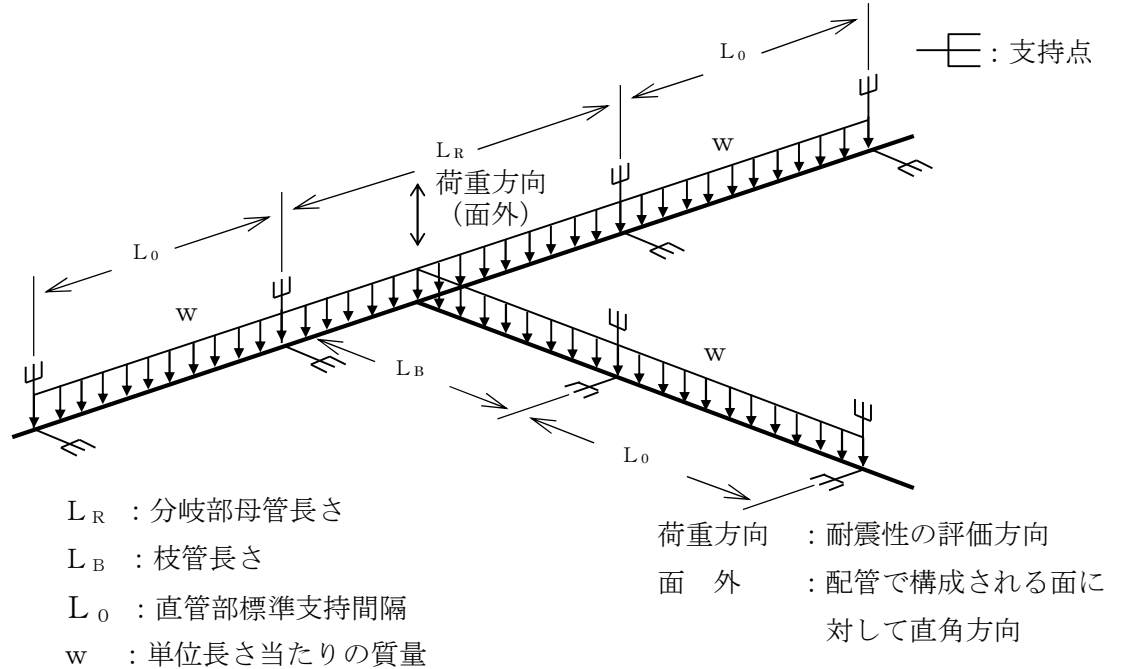 L₀
：支持点
L_R
荷重方向
（面外）
w
L₀
w
L_B
w
L₀
L_R ：分岐部母管長さ
L_B ：枝管長さ
L₀ ：直管部標準支持間隔
w ：単位長さ当たりの質量
荷重方向 ：耐震性の評価方向
面　外 ：配管で構成される面に
対して直角方向